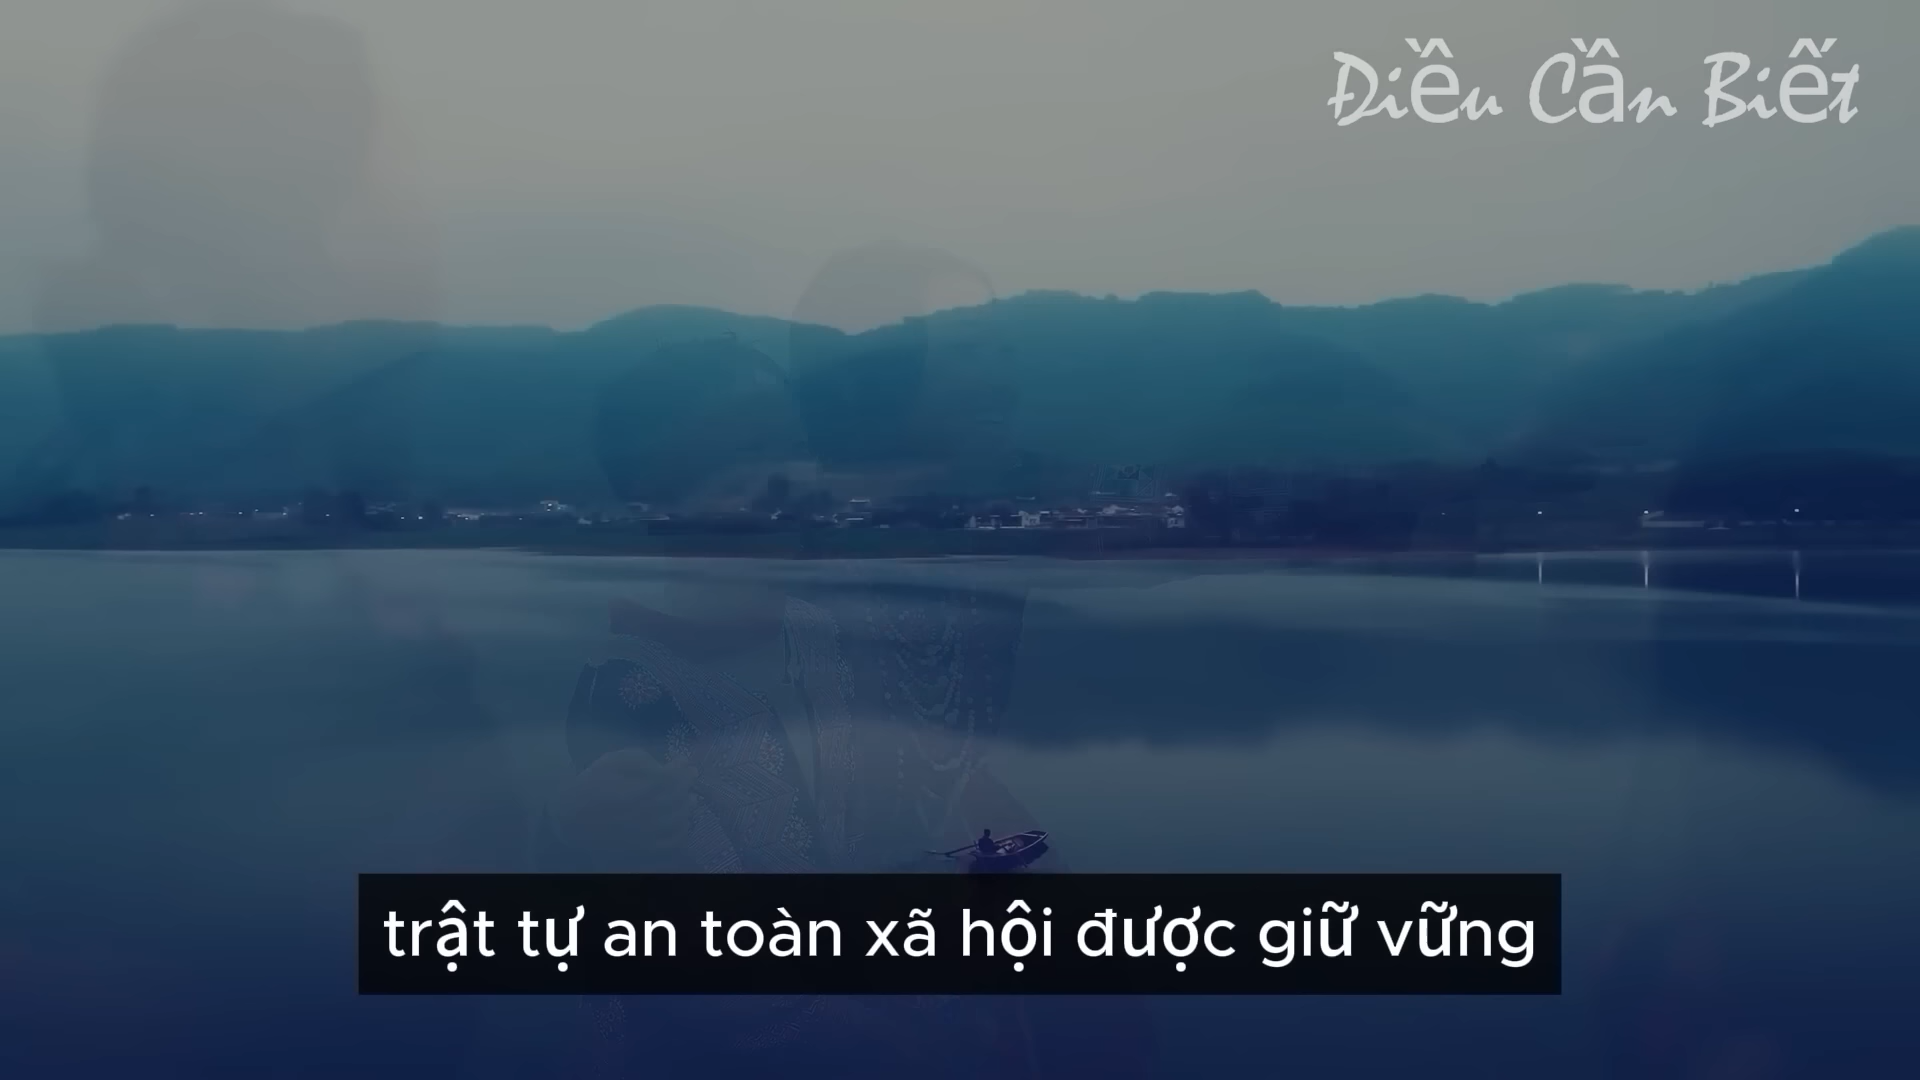 Điều Cần Biết
trật tự an toàn xã hội được giữ vững